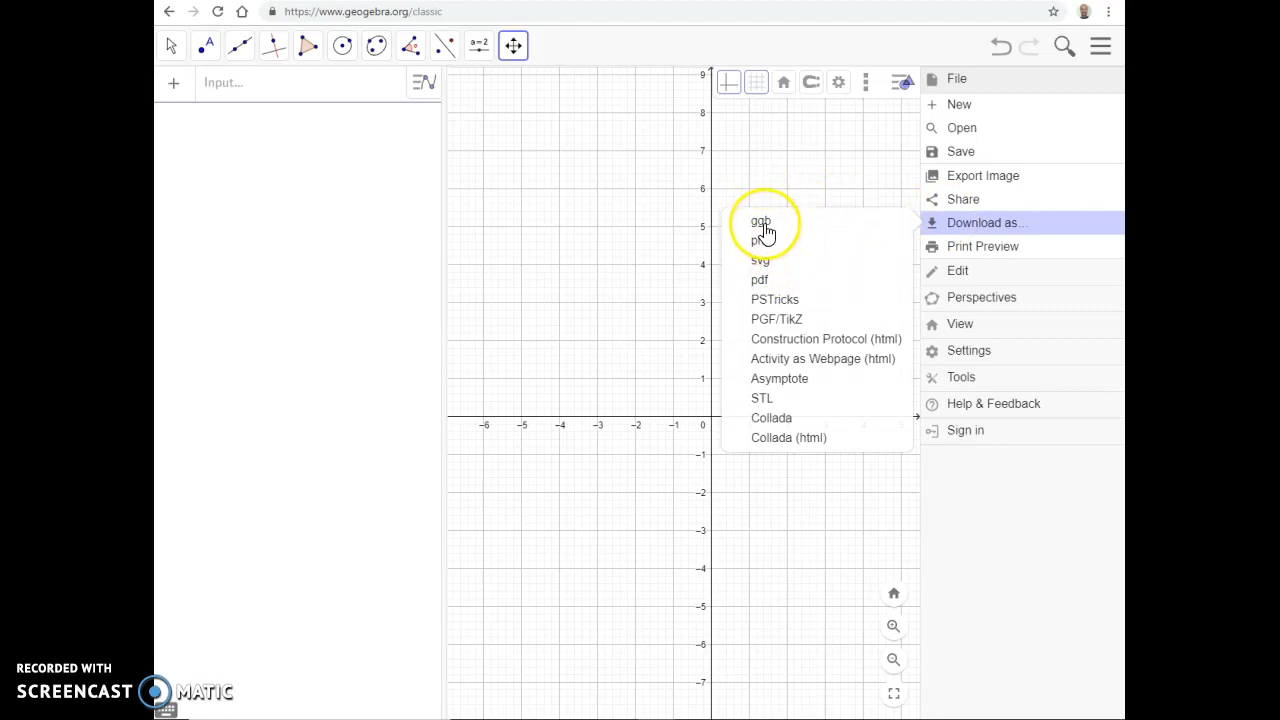 https://www.geogebra.org/classic
a=2
Input...
File
New
Open
Save
Export Image
Share
Download as...
Print Preview
Edit
Perspectives
View
Settings
Tools
Help & Feedback
Sign in
ggb
svg
pdf
PSTricks
PGF/TikZ
Construction Protocol (html)
Activity as Webpage (html)
Asymptote
STL
Collada
Collada (html)
9
8
7
6
5
4
3
2
1
−6 −5 −4 −3 −2 −1 0
−1
−2
−3
−4
−5
−6
−7
RECORDED WITH
SCREENCAST MATIC